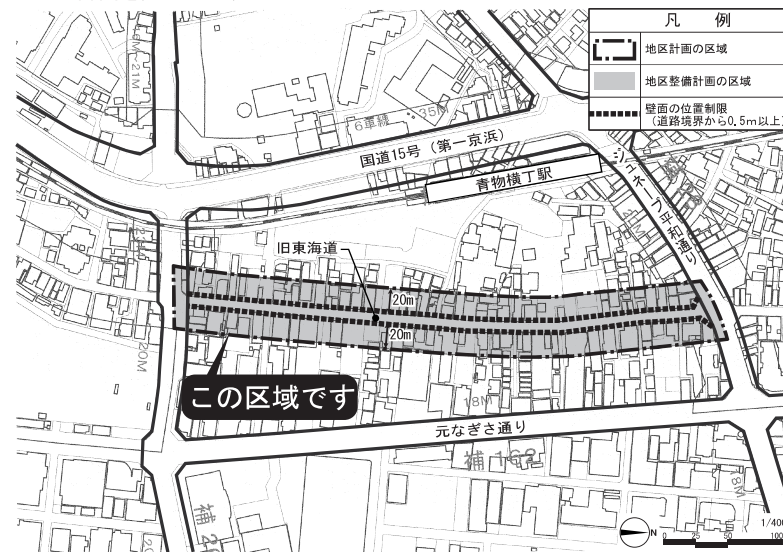 凡　例
地区計画の区域
地区整備計画の区域
壁面の位置制限
(道路境界から0.5m以上)
35M
6車線
国道15号（第一京浜）
青物横丁駅
ジュネーブ平和通り
旧東海道
20m
20m
20M
この区域です
18M
元なぎさ通り
補 163
18M
N
0 25 50